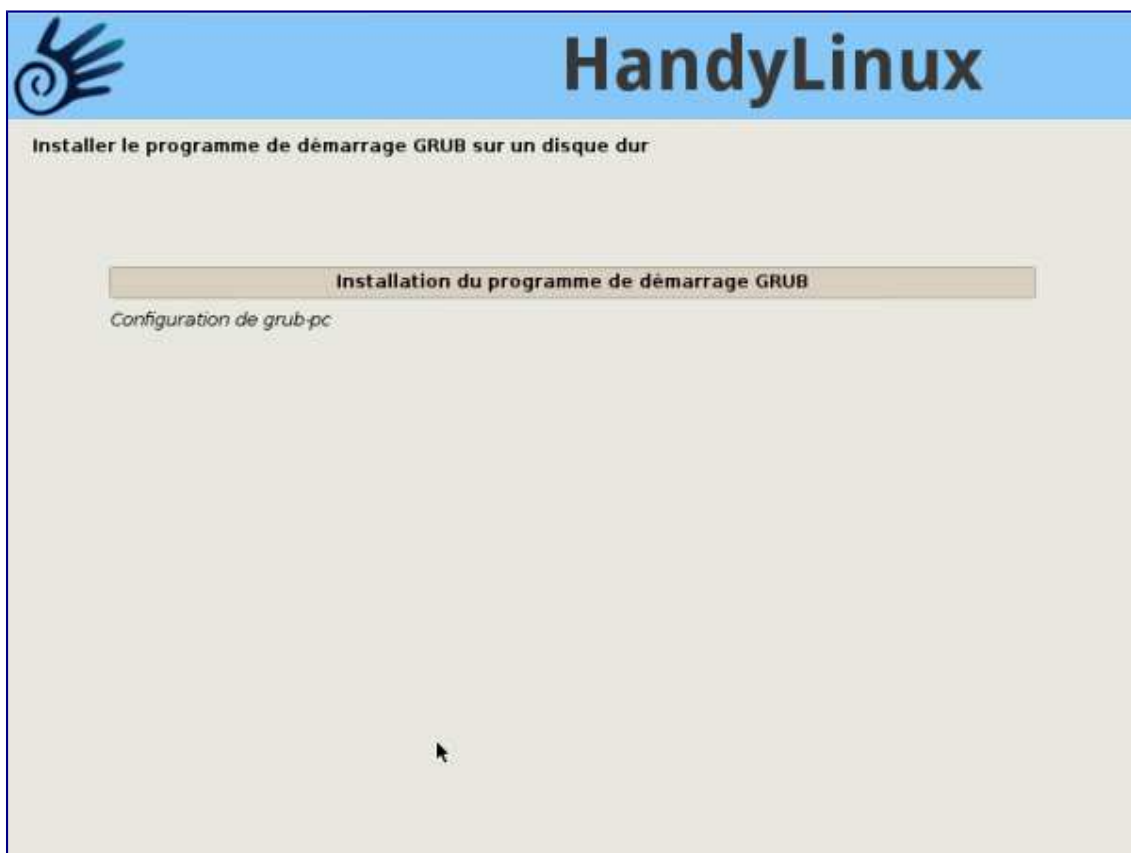 HandyLinux
Installer le programme de démarrage GRUB sur un disque dur
Installation du programme de démarrage GRUB
Configuration de grub-pc